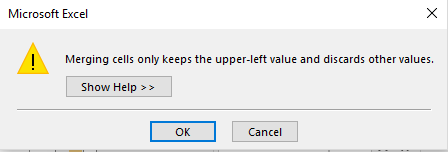 Microsoft Excel
Merging cells only keeps the upper-left value and discards other values.
Show Help >>
OK
Cancel